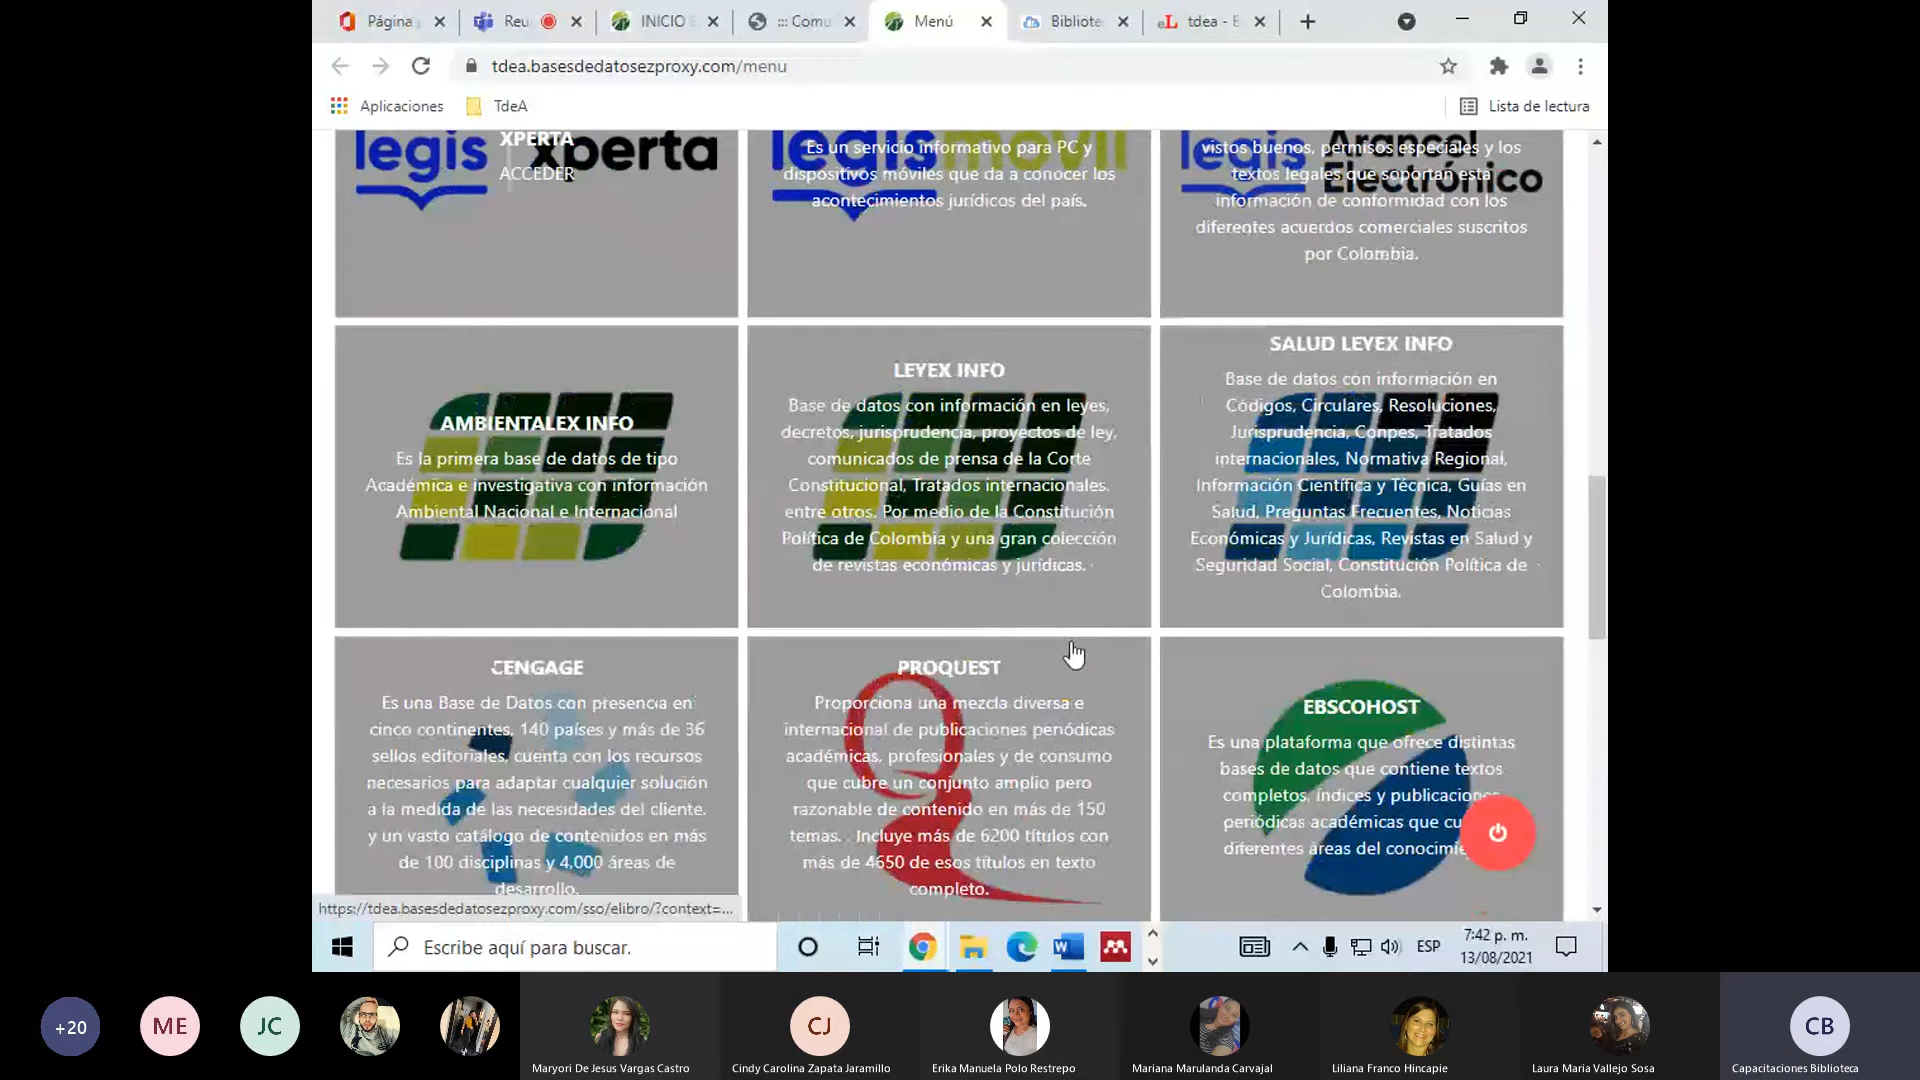 Página
Reu
INICIO
::: Comu
Menú
Bibliote
eL tdea - E
tdea.basesdedatosezproxy.com/menu
Aplicaciones
TdeA
Lista de lectura
legis xperta
XPERTA
ACCEDER
legis movil
Es un servicio informativo para PC y
dispositivos móviles que da a conocer los
acontecimientos jurídicos del país.
legis Arancel
Electrónico
vistos buenos, permisos especiales y los
textos legales que soportan esta
información de conformidad con los
diferentes acuerdos comerciales suscritos
por Colombia.
AMBIENTALEX INFO
Es la primera base de datos de tipo
Académica e investigativa con información
Ambiental Nacional e Internacional
LEYEX INFO
Base de datos con información en leyes,
decretos, jurisprudencia, proyectos de ley,
comunicados de prensa de la Corte
Constitucional, Tratados internacionales.
entre otros. Por medio de la Constitución
Política de Colombia y una gran colección
de revistas económicas y jurídicas.
SALUD LEYEX INFO
Base de datos con información en
Códigos, Circulares, Resoluciones,
Jurisprudencia, Conpes, Tratados
internacionales, Normativa Regional,
Información Científica y Técnica, Guías en
Salud, Preguntas Frecuentes, Noticias
Económicas y Jurídicas, Revistas en Salud y
Seguridad Social, Constitución Política de
Colombia.
CENGAGE
Es una Base de Datos con presencia en
cinco continentes, 140 países y más de 36
sellos editoriales, cuenta con los recursos
necesarios para adaptar cualquier solución
a la medida de las necesidades del cliente.
y un vasto catálogo de contenidos en más
de 100 disciplinas y 4,000 áreas de
desarrollo.
PROQUEST
Proporciona una mezcla diversa e
internacional de publicaciones periódicas
académicas, profesionales y de consumo
que cubre un conjunto amplio pero
razonable de contenido en más de 150
temas. . Incluye más de 6200 títulos con
más de 4650 de esos títulos en texto
completo.
EBSCOHOST
Es una plataforma que ofrece distintas
bases de datos que contiene textos
completos, índices y publicacione
periódicas académicas que cu
diferentes áreas del conocimie
https://tdea.basesdedatosezproxy.com/sso/elibro/?context=...
Escribe aquí para buscar.
ESP
7:42 p. m.
13/08/2021
+20
ME
JC
Maryori De Jesus Vargas Castro
CJ
Cindy Carolina Zapata Jaramillo
Erika Manuela Polo Restrepo
Mariana Marulanda Carvajal
Liliana Franco Hincapie
Laura Maria Vallejo Sosa
CB
Capacitaciones Biblioteca